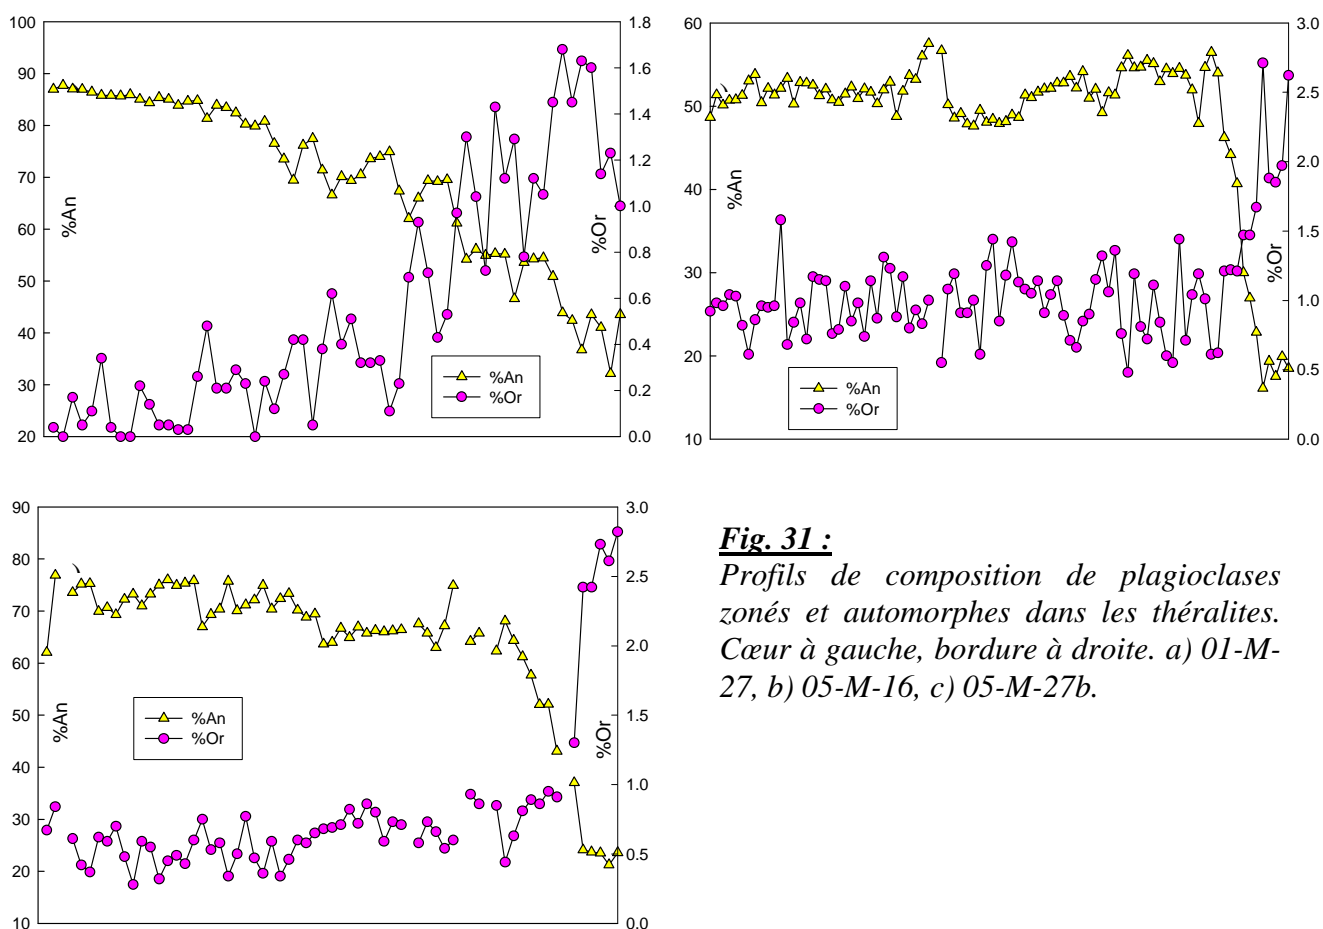 100
90
80
70
60
50
40
30
20
%An
1.8
1.6
1.4
1.2
1.0
0.8
0.6
0.4
0.2
0.0
%Or
%An
%Or
60
50
40
30
20
10
%An
3.0
2.5
2.0
1.5
1.0
0.5
0.0
%Or
%An
%Or
90
80
70
60
50
40
30
20
10
%An
3.0
2.5
2.0
1.5
1.0
0.5
0.0
%Or
%An
%Or
Fig. 31 :
Profils de composition de plagioclases
zonés et automorphes dans les théralites.
Cœur à gauche, bordure à droite. a) 01-M-
27, b) 05-M-16, c) 05-M-27b.